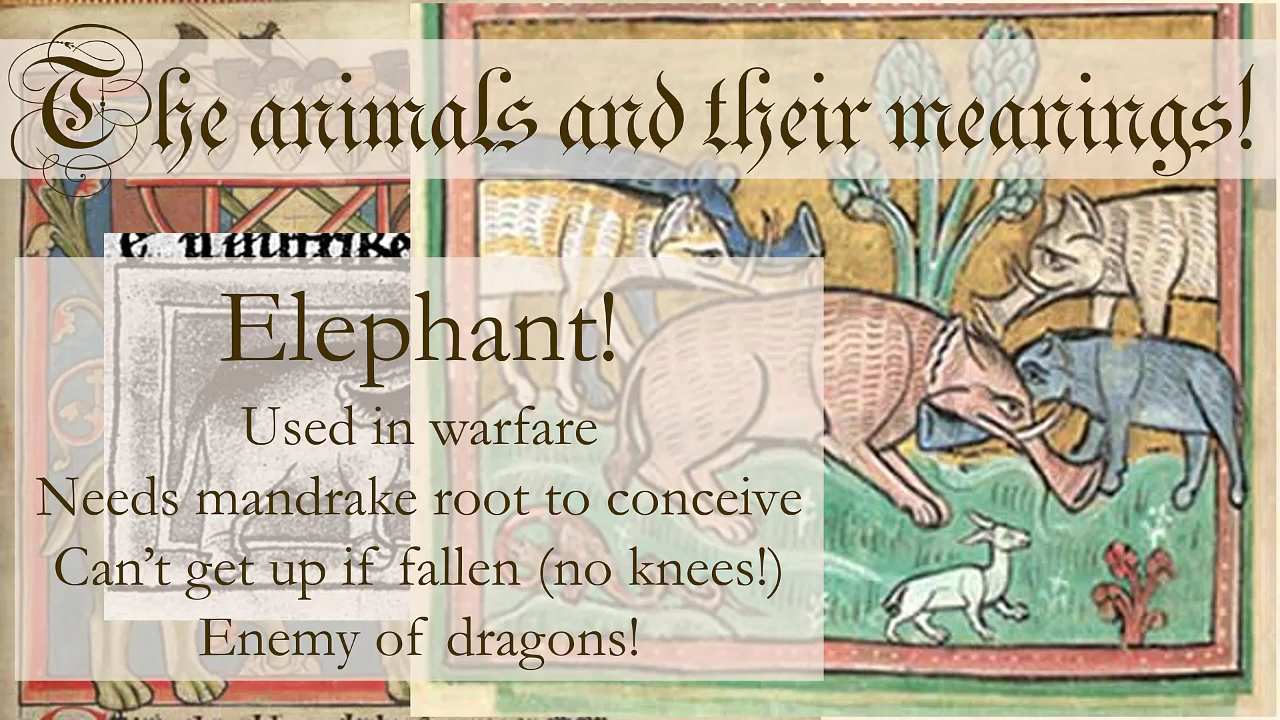 The animals and their meanings!
Elephant!
Used in warfare
Needs mandrake root to conceive
Can't get up if fallen (no knees!)
Enemy of dragons!